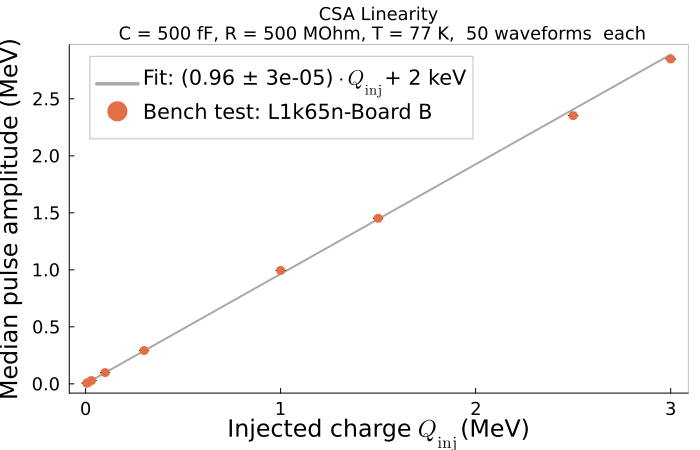 CSA Linearity
C = 500 fF, R = 500 MOhm, T = 77 K, 50 waveforms each
Fit: (0.96 ± 3e-05) · Qinj + 2 keV
Bench test: L1k65n-Board B
Median pulse amplitude (MeV)
2.5
2.0
1.5
1.0
0.5
0.0
0 1 2 3
Injected charge Qinj (MeV)